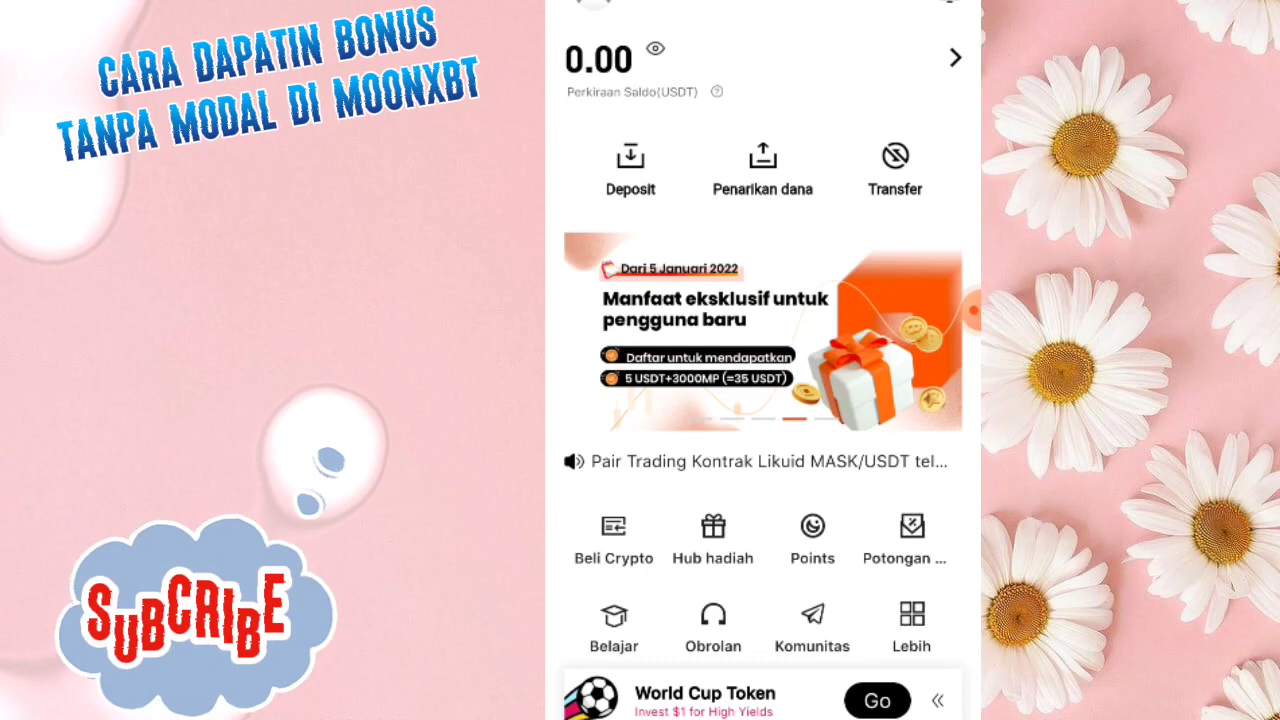 CARA DAPATIN BONUS
TANPA MODAL DI MOONXBT
SUBCRIBE
0.00
Perkiraan Saldo(USDT)
Deposit
Penarikan dana
Transfer
Dari 5 Januari 2022
Manfaat eksklusif untuk
pengguna baru
Daftar untuk mendapatkan
5 USDT+3000MP (=35 USDT)
Pair Trading Kontrak Likuid MASK/USDT tel...
Beli Crypto
Hub hadiah
Points
Potongan ...
Belajar
Obrolan
Komunitas
Lebih
World Cup Token
Invest $1 for High Yields
Go